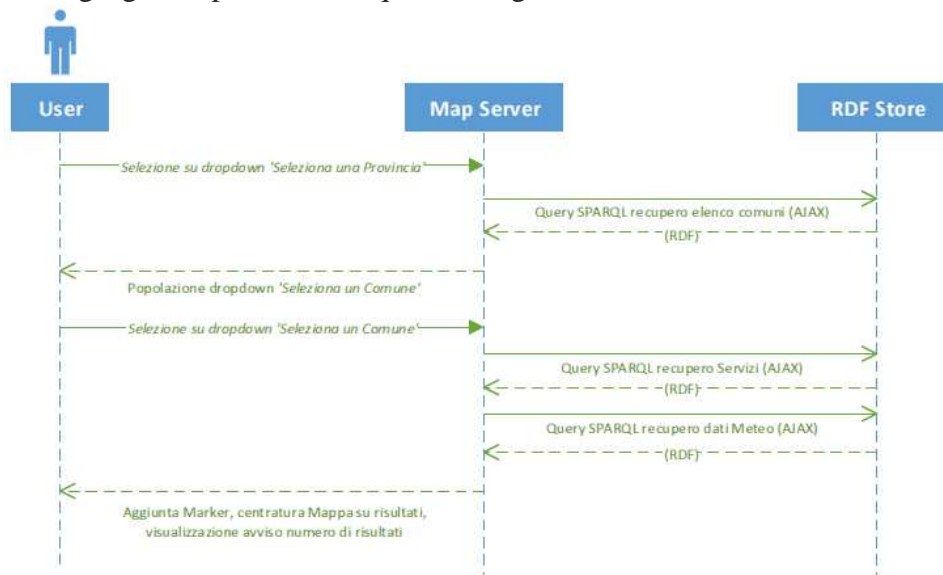 User
Map Server
RDF Store
Selezione su dropdown 'Seleziona una Provincia'
Query SPARQL recupero elenco comuni (AJAX)
(RDF)
Popolazione dropdown 'Seleziona un Comune'
Selezione su dropdown 'Seleziona un Comune'
Query SPARQL recupero Servizi (AJAX)
(RDF)
Query SPARQL recupero dati Meteo (AJAX)
(RDF)
Aggiunta Marker, centratura Mappa su risultati,
visualizzazione avviso numero di risultati